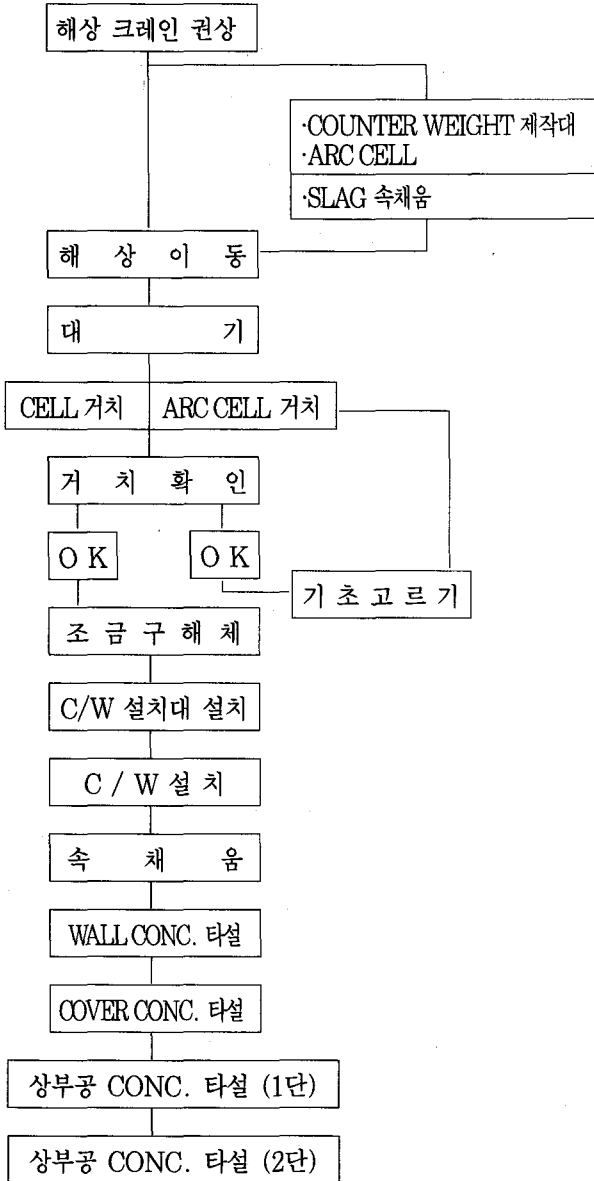 해상 크레인 권상
·COUNTER WEIGHT 제작대
·ARC CELL
·SLAG 속채움
해 상 이 동
대 기
CELL 거치 ARC CELL 거치
거 치 확 인
O K O K
기 초 고 르 기
조 금 구 해 체
C/W 설치대 설치
C / W 설 치
속 채 움
WALL CONC. 타설
COVER CONC. 타설
상부공 CONC. 타설 (1단)
상부공 CONC. 타설 (2단)